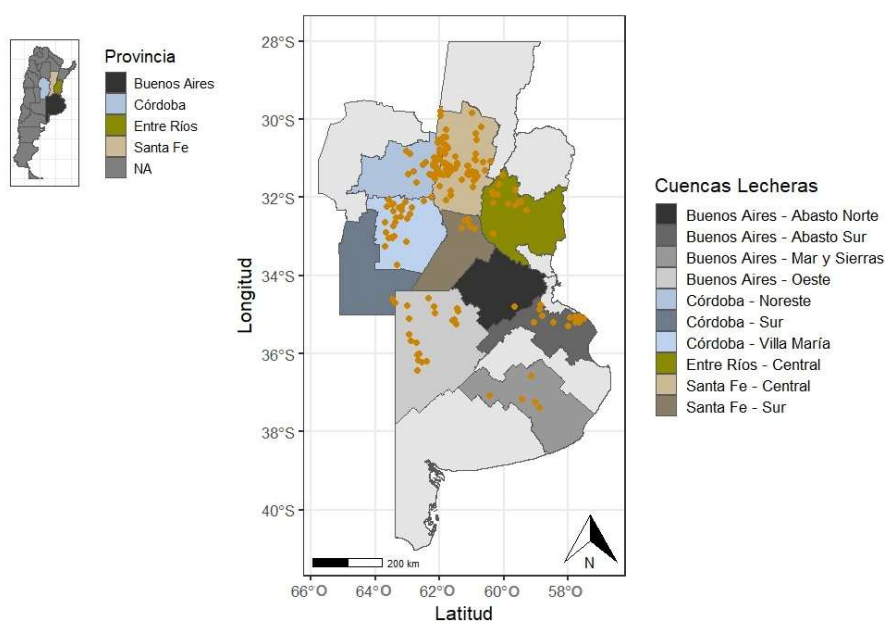 Provincia
Buenos Aires
Córdoba
Entre Ríos
Santa Fe
NA
28°S
30°S
32°S
34°S
36°S
38°S
40°S
Longitud
200 km
N
66°O
64°O
62°O
60°O
58°O
Latitud
Cuencas Lecheras
Buenos Aires - Abasto Norte
Buenos Aires - Abasto Sur
Buenos Aires - Mar y Sierras
Buenos Aires - Oeste
Córdoba - Noreste
Córdoba - Sur
Córdoba - Villa María
Entre Ríos - Central
Santa Fe - Central
Santa Fe - Sur